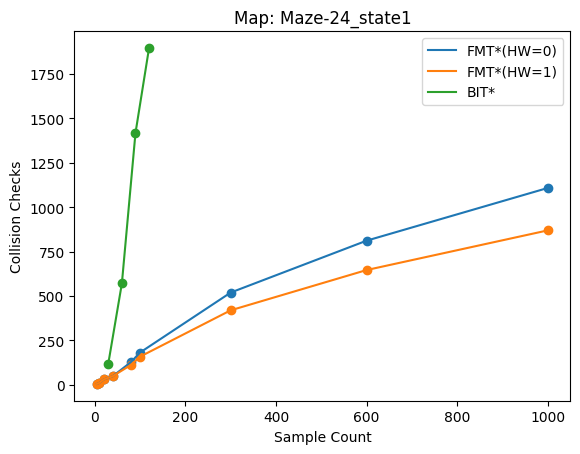 Map: Maze-24_state1
FMT*(HW=0)
FMT*(HW=1)
BIT*
Collision Checks
1750
1500
1250
1000
750
500
250
0
0 200 400 600 800 1000
Sample Count